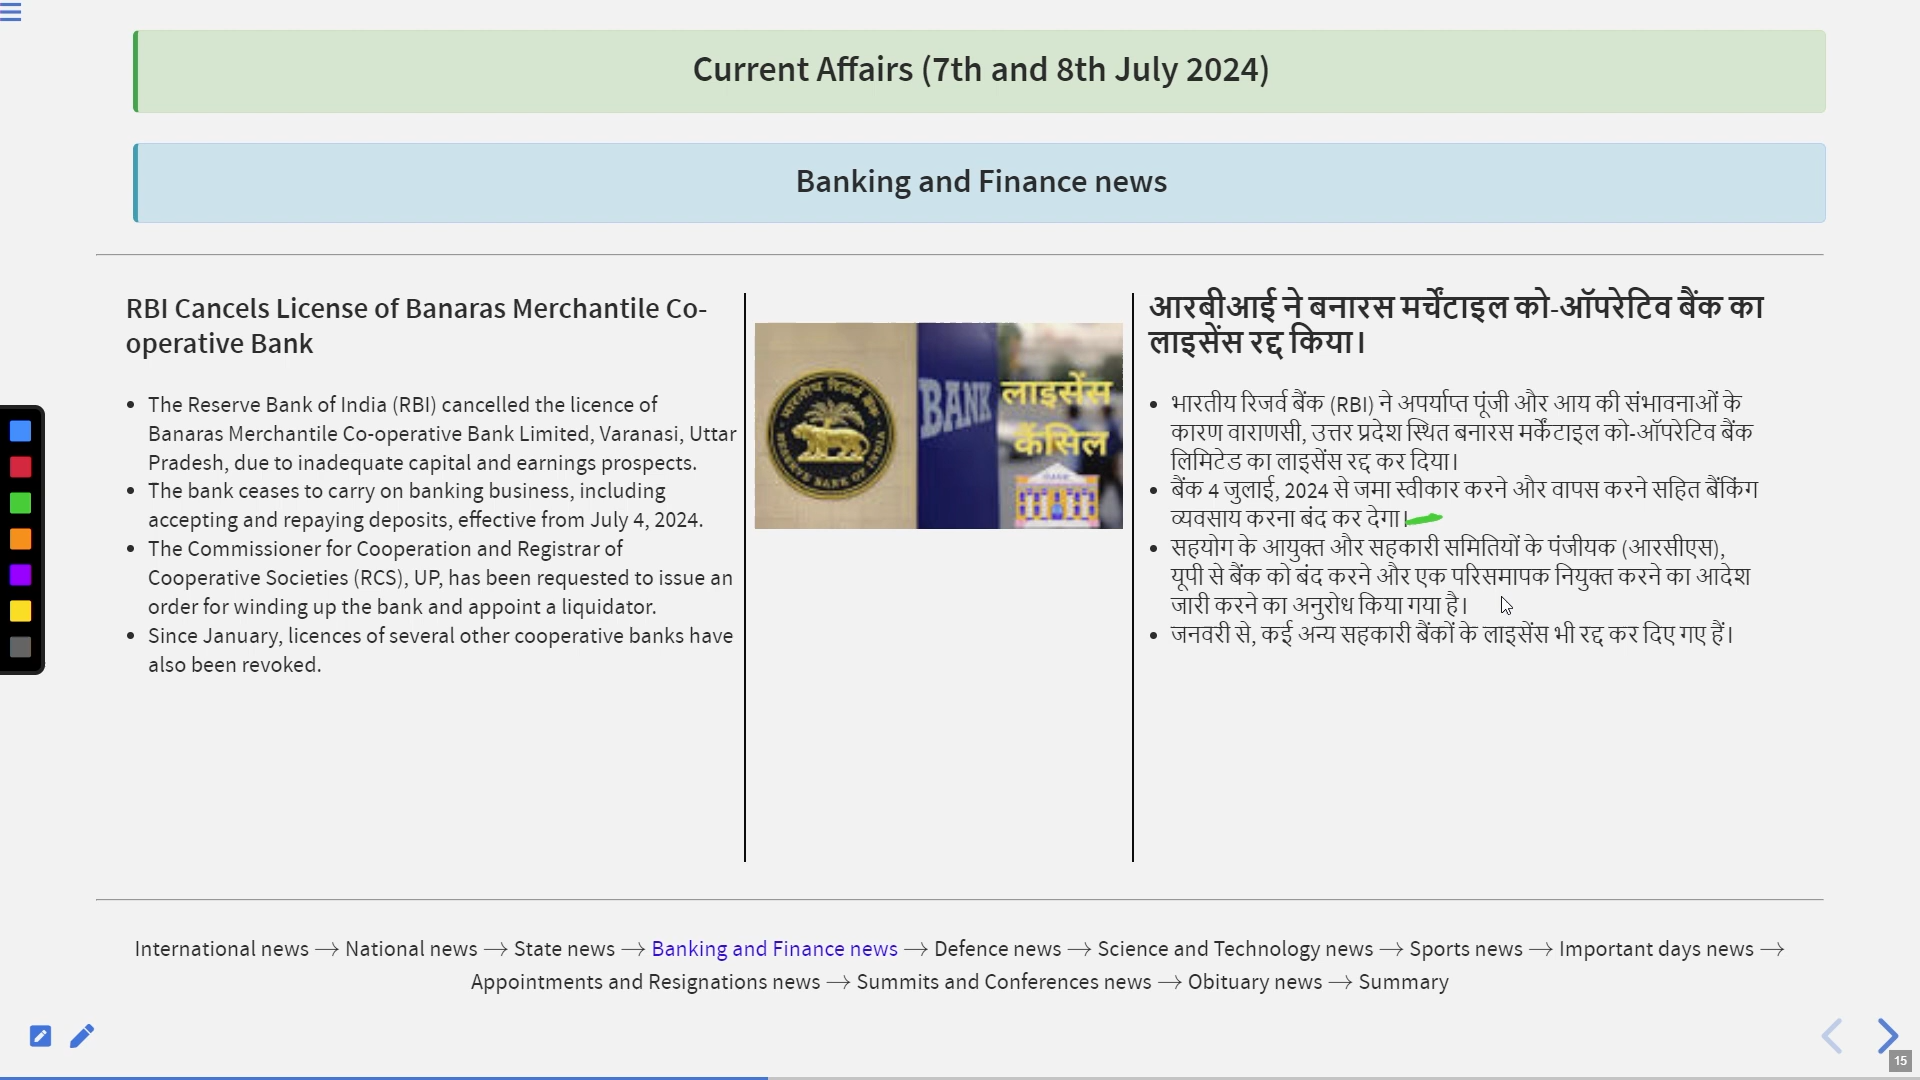 Current Affairs (7th and 8th July 2024)
Banking and Finance news
RBI Cancels License of Banaras Merchantile Co-
operative Bank
The Reserve Bank of India (RBI) cancelled the licence of
Banaras Merchantile Co-operative Bank Limited, Varanasi, Uttar
Pradesh, due to inadequate capital and earnings prospects.
The bank ceases to carry on banking business, including
accepting and repaying deposits, effective from July 4, 2024.
The Commissioner for Cooperation and Registrar of
Cooperative Societies (RCS), UP, has been requested to issue an
order for winding up the bank and appoint a liquidator.
Since January, licences of several other cooperative banks have
also been revoked.
भारतीय रिज़र्व बैंक
RESERVE BANK OF INDIA
BANK
लाइसेंस
कैंसिल
BANK
आरबीआई ने बनारस मर्चेंटाइल को-ऑपरेटिव बैंक का
लाइसेंस रद्द किया।
भारतीय रिजर्व बैंक (RBI) ने अपर्याप्त पूंजी और आय की संभावनाओं के
कारण वाराणसी, उत्तर प्रदेश स्थित बनारस मर्केंटाइल को-ऑपरेटिव बैंक
लिमिटेड का लाइसेंस रद्द कर दिया।
बैंक 4 जुलाई, 2024 से जमा स्वीकार करने और वापस करने सहित बैंकिंग
व्यवसाय करना बंद कर देगा।
सहयोग के आयुक्त और सहकारी समितियों के पंजीयक (आरसीएस),
यूपी से बैंक को बंद करने और एक परिसमापक नियुक्त करने का आदेश
जारी करने का अनुरोध किया गया है।
जनवरी से, कई अन्य सहकारी बैंकों के लाइसेंस भी रद्द कर दिए गए हैं।
International news → National news → State news → Banking and Finance news → Defence news → Science and Technology news → Sports news → Important days news →
Appointments and Resignations news → Summits and Conferences news → Obituary news → Summary
15